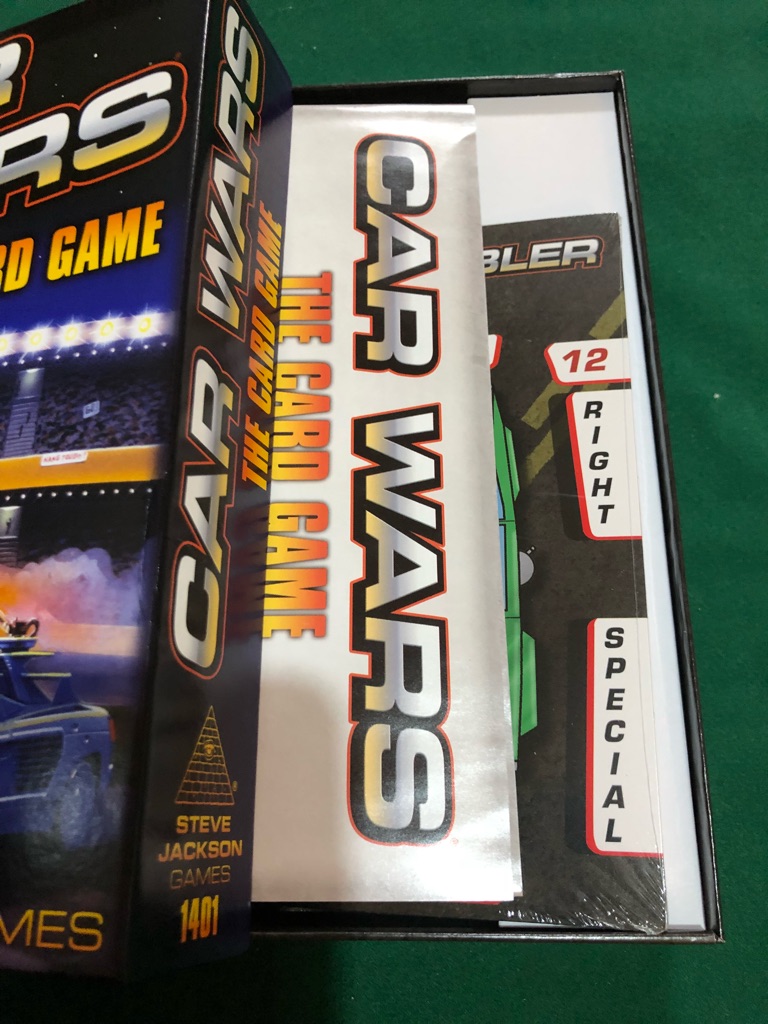 RS
RD GAME
MES
CAR WARS
THE CARD GAME
STEVE
JACKSON
GAMES
1401
CAR WARS
THE CARD GAME
BLER
12
RIGHT
SPECIAL